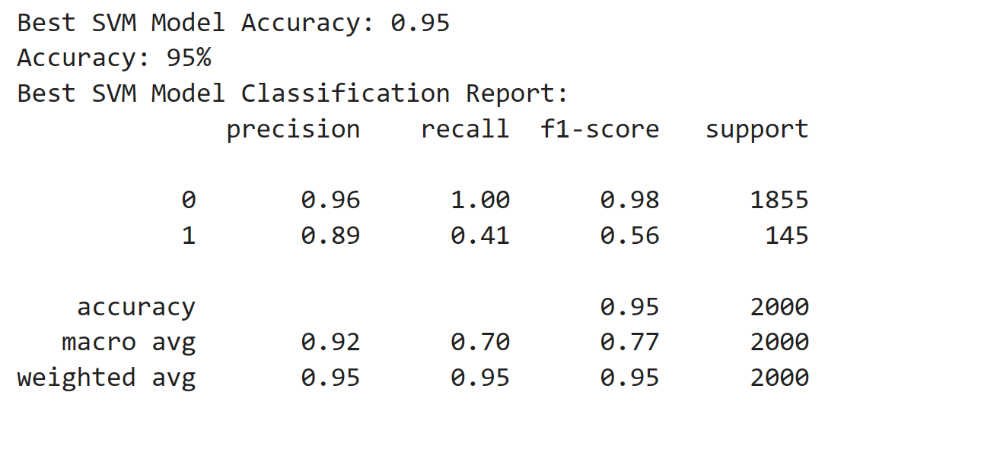 Best SVM Model Accuracy: 0.95
Accuracy: 95%
Best SVM Model Classification Report:
              precision    recall  f1-score   support

           0       0.96      1.00      0.98      1855
           1       0.89      0.41      0.56       145

    accuracy                           0.95      2000
   macro avg       0.92      0.70      0.77      2000
weighted avg       0.95      0.95      0.95      2000